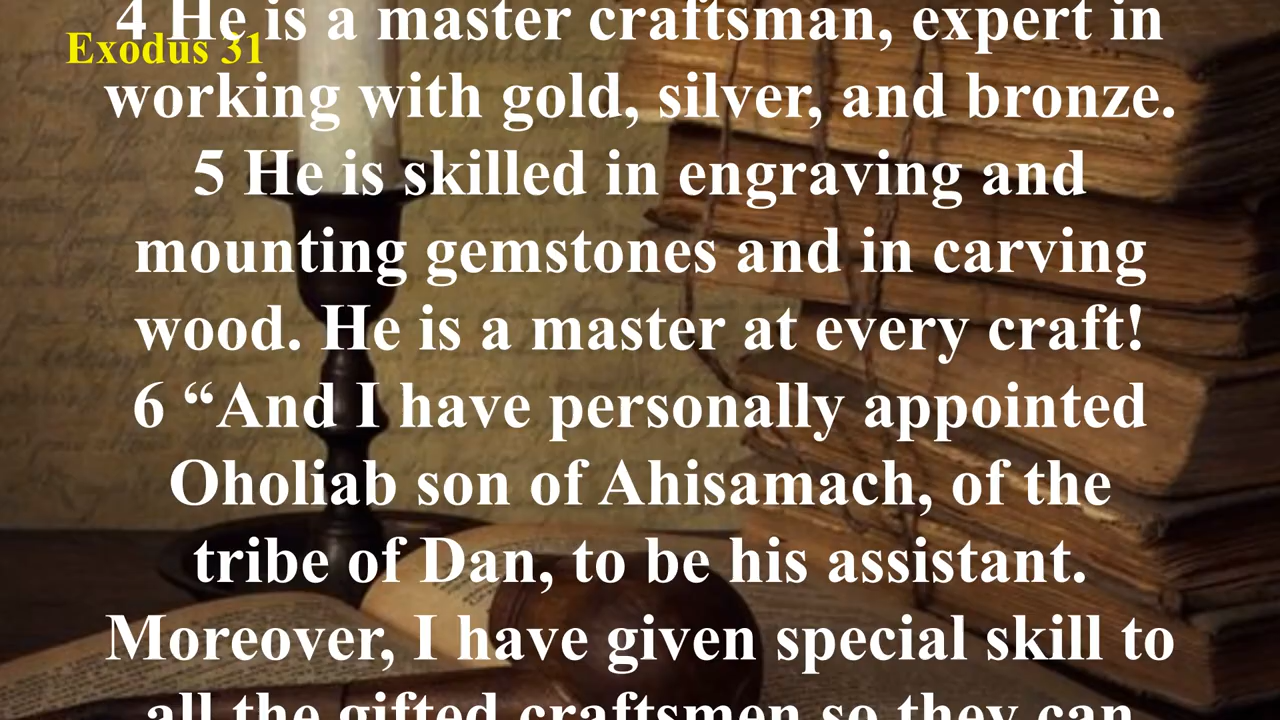 Exodus 31
4 He is a master craftsman, expert in
working with gold, silver, and bronze.
5 He is skilled in engraving and
mounting gemstones and in carving
wood. He is a master at every craft!
6 “And I have personally appointed
Oholiab son of Ahisamach, of the
tribe of Dan, to be his assistant.
Moreover, I have given special skill to
all the gifted craftsmen so they can